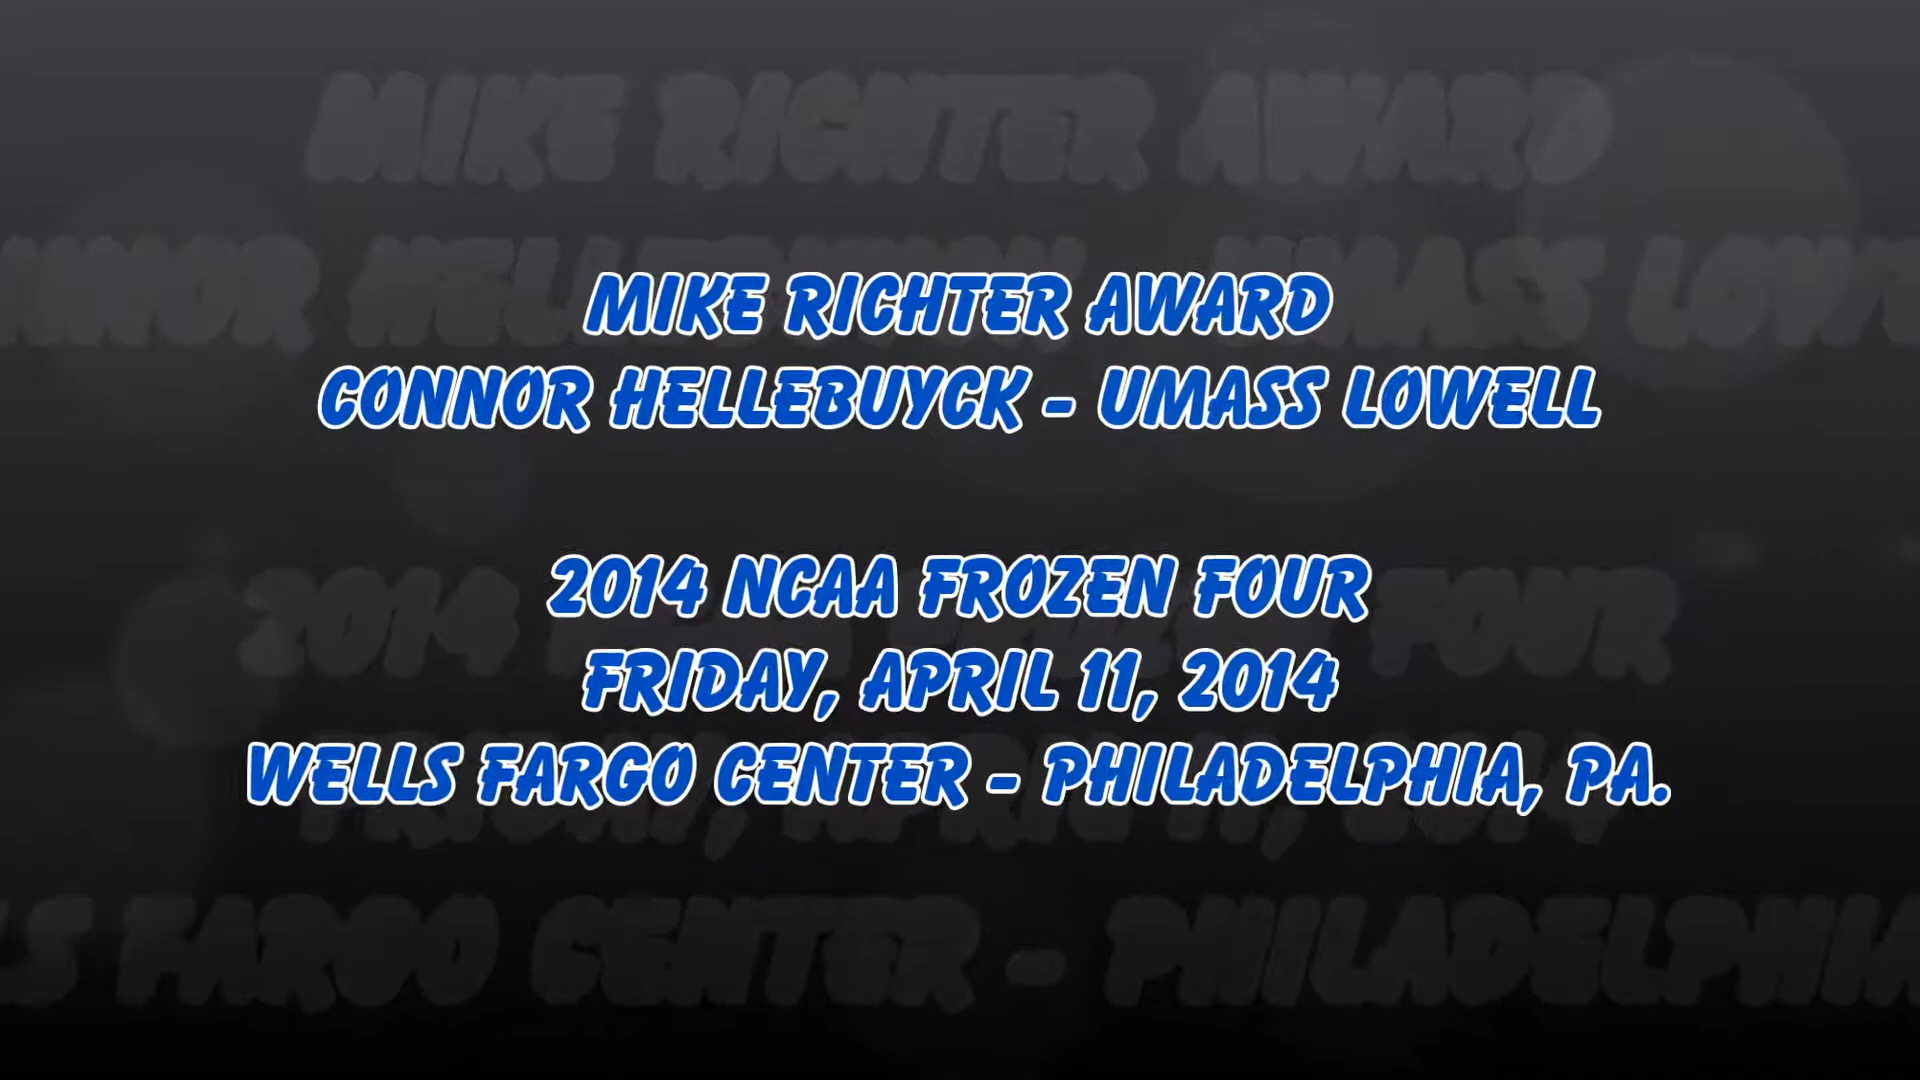 MIKE RICHTER AWARD
CONNOR HELLEBUYCK - UMASS LOWELL
2014 NCAA FROZEN FOUR
FRIDAY, APRIL 11, 2014
WELLS FARGO CENTER - PHILADELPHIA, PA.